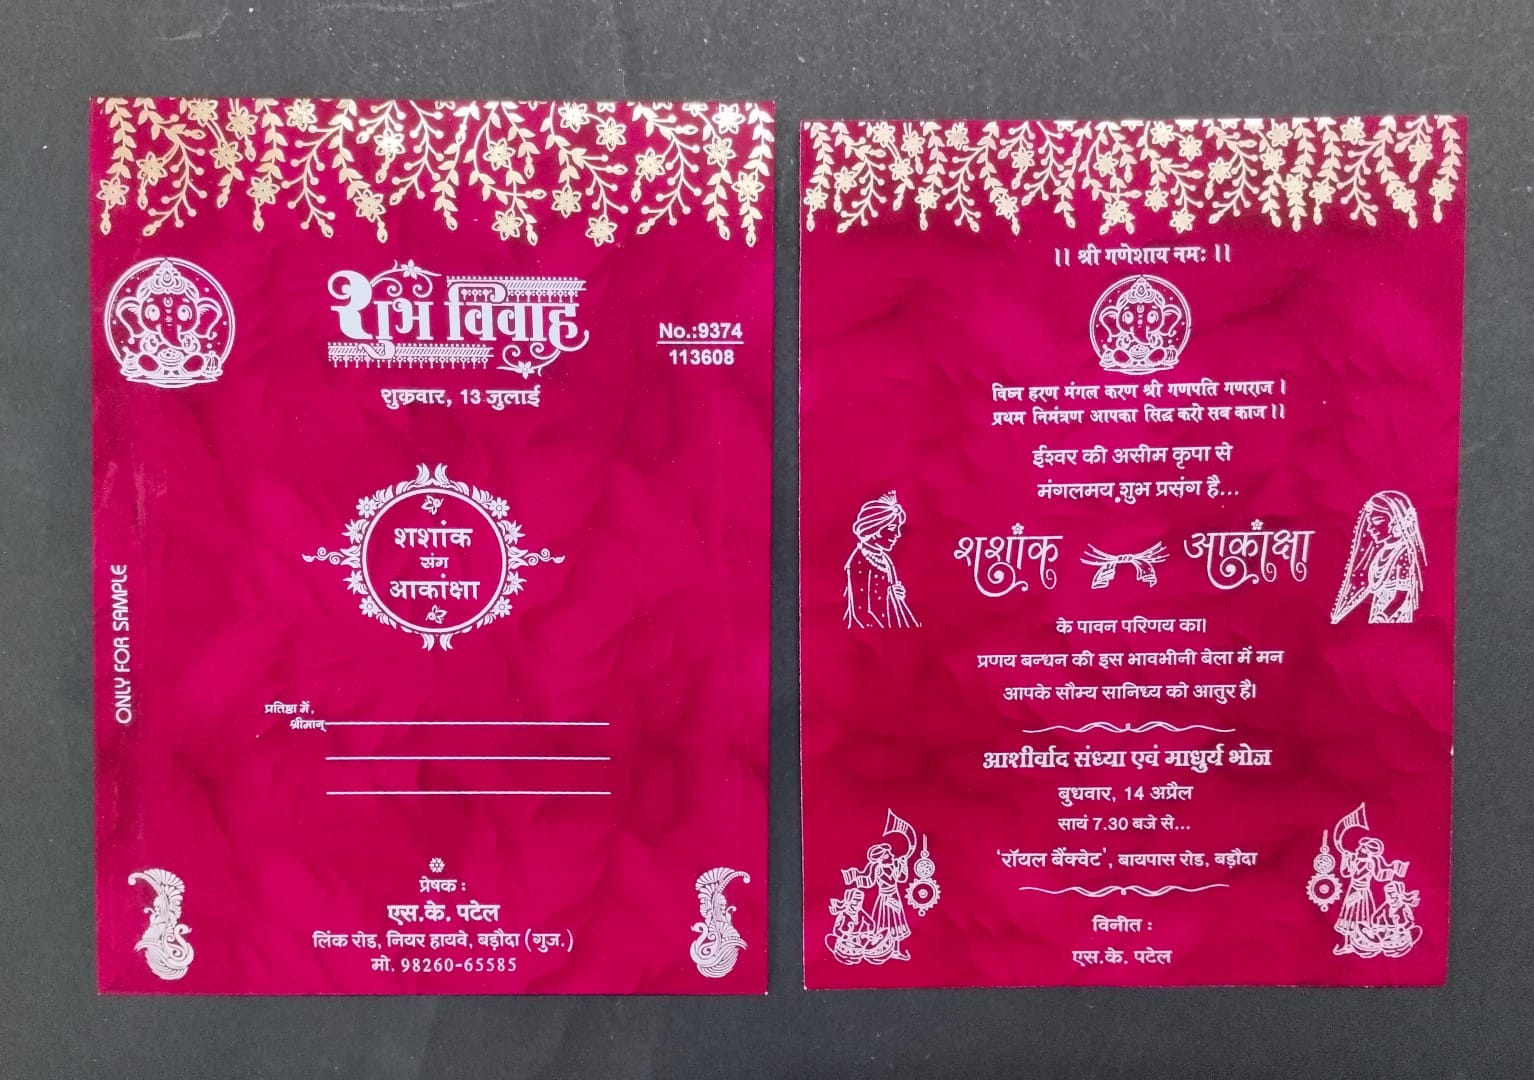 शुभ विवाह
No.:9374
113608
शुक्रवार, 13 जुलाई
शशांक
संग
आकांक्षा
ONLY FOR SAMPLE
प्रतिष्ठा में,
श्रीमान्
प्रेषक :
एस.के. पटेल
लिंक रोड, नियर हायवे, बड़ौदा (गुज.)
मो. 98260-65585
।। श्री गणेशाय नमः ।।
विघ्न हरण मंगल करण श्री गणपति गणराज ।
प्रथम निमंत्रण आपका सिद्ध करो सब काज ।।
ईश्वर की असीम कृपा से
मंगलमय शुभ प्रसंग है...
शशांक आकांक्षा
के पावन परिणय का।
प्रणय बन्धन की इस भावभीनी बेला में मन
आपके सौम्य सानिध्य को आतुर है।
आशीर्वाद संध्या एवं माधुर्य भोज
बुधवार, 14 अप्रैल
सायं 7.30 बजे से...
‘रॉयल बैंक्वेट’, बायपास रोड, बड़ौदा
विनीत :
एस.के. पटेल